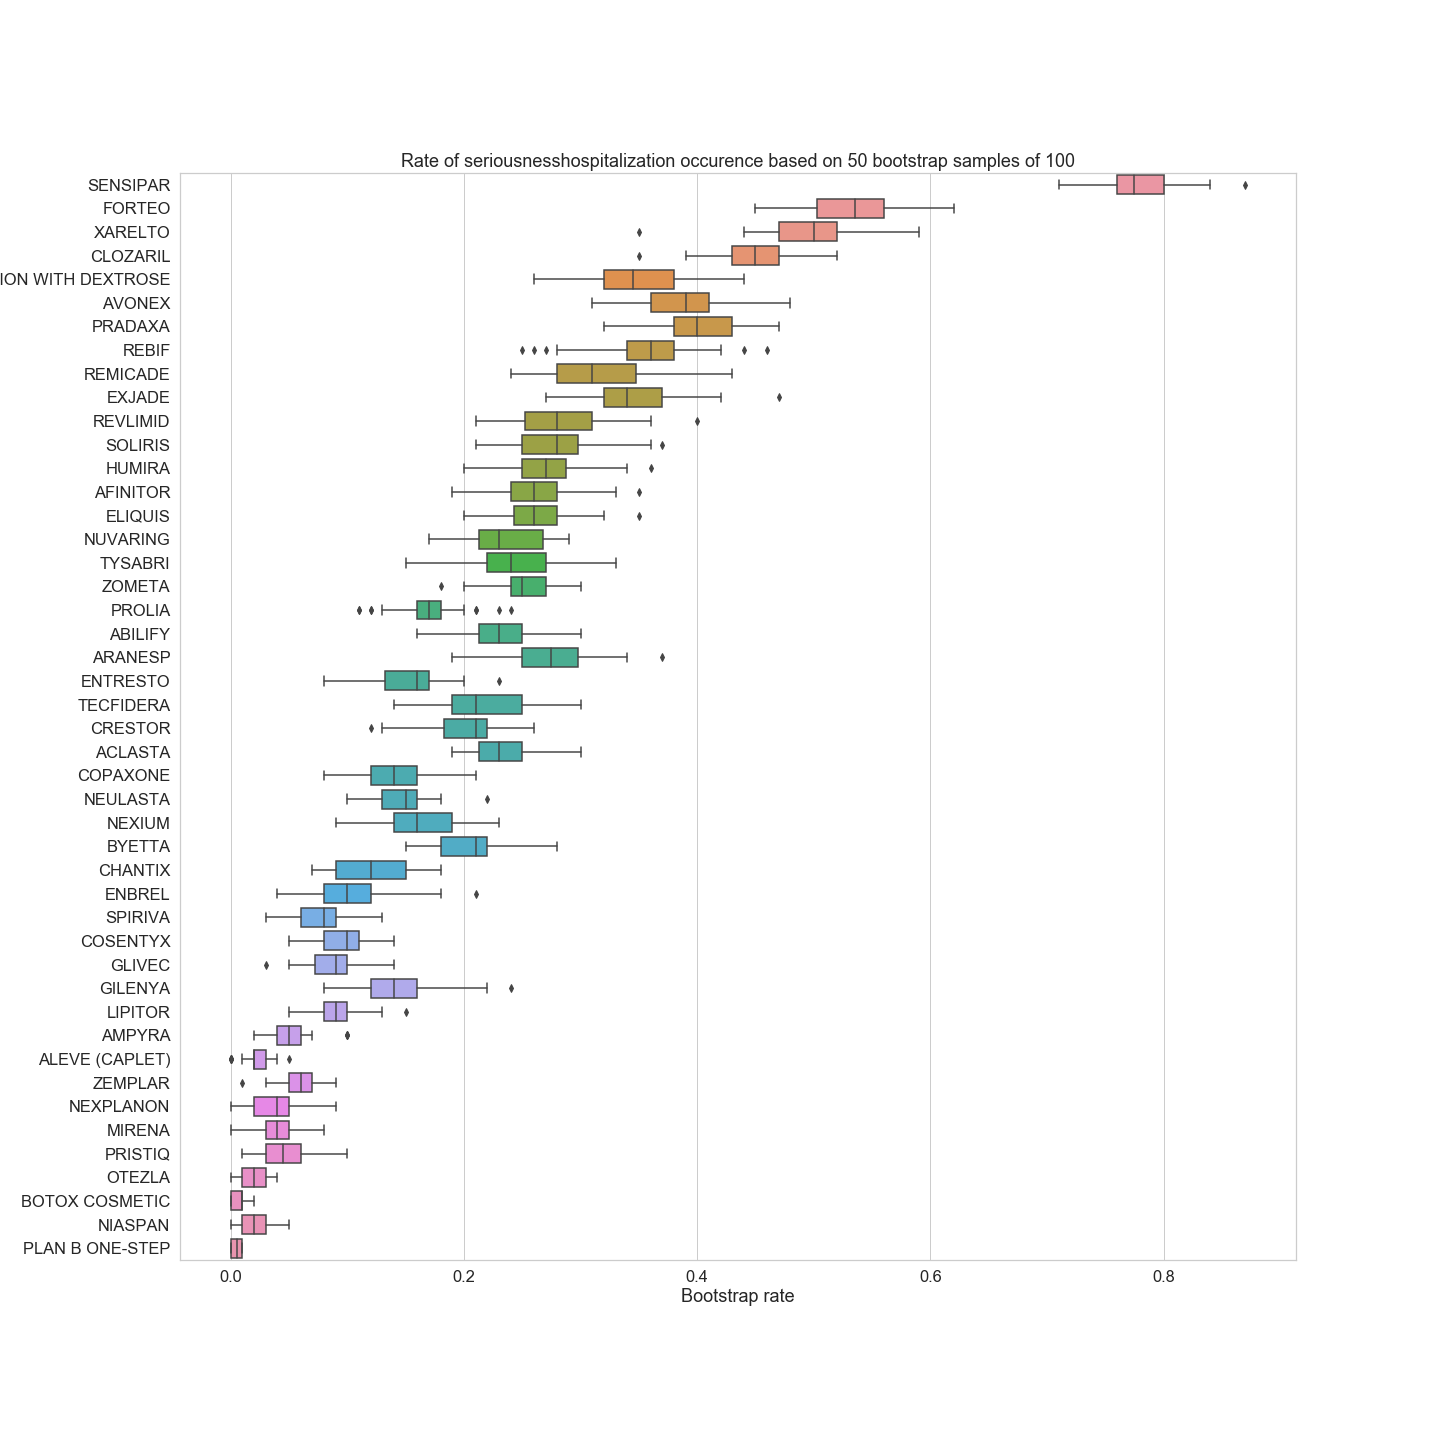 Rate of seriousnesshospitalization occurence based on 50 bootstrap samples of 100
SENSIPAR
FORTEO
XARELTO
CLOZARIL
ION WITH DEXTROSE
AVONEX
PRADAXA
REBIF
REMICADE
EXJADE
REVLIMID
SOLIRIS
HUMIRA
AFINITOR
ELIQUIS
NUVARING
TYSABRI
ZOMETA
PROLIA
ABILIFY
ARANESP
ENTRESTO
TECFIDERA
CRESTOR
ACLASTA
COPAXONE
NEULASTA
NEXIUM
BYETTA
CHANTIX
ENBREL
SPIRIVA
COSENTYX
GLIVEC
GILENYA
LIPITOR
AMPYRA
ALEVE (CAPLET)
ZEMPLAR
NEXPLANON
MIRENA
PRISTIQ
OTEZLA
BOTOX COSMETIC
NIASPAN
PLAN B ONE-STEP
0.0 0.2 0.4 0.6 0.8
Bootstrap rate